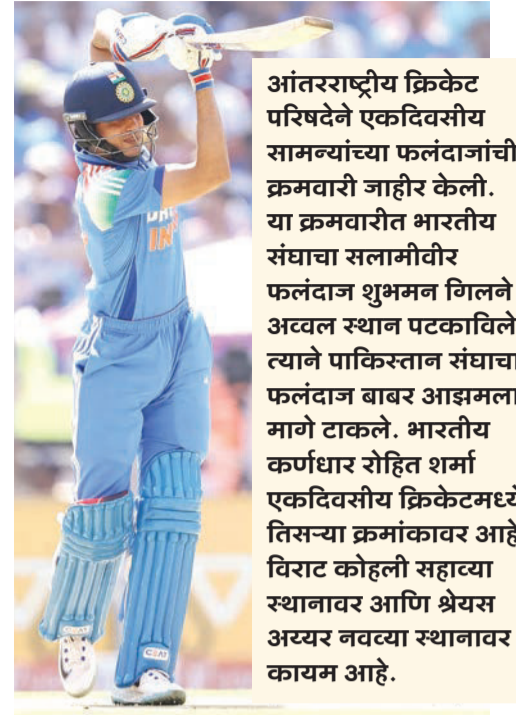 आंतरराष्ट्रीय क्रिकेट
परिषदेने एकदिवसीय
सामन्यांच्या फलंदाजांची
क्रमवारी जाहीर केली.
या क्रमवारीत भारतीय
संघाचा सलामीवीर
फलंदाज शुभमन गिलने
अव्वल स्थान पटकाविले
त्याने पाकिस्तान संघाचा
फलंदाज बाबर आझमला
मागे टाकले. भारतीय
कर्णधार रोहित शर्मा
एकदिवसीय क्रिकेटमध्ये
तिसऱ्या क्रमांकावर आहे
विराट कोहली सहाव्या
स्थानावर आणि श्रेयस
अय्यर नवव्या स्थानावर
कायम आहे.
CEAT
CEAT